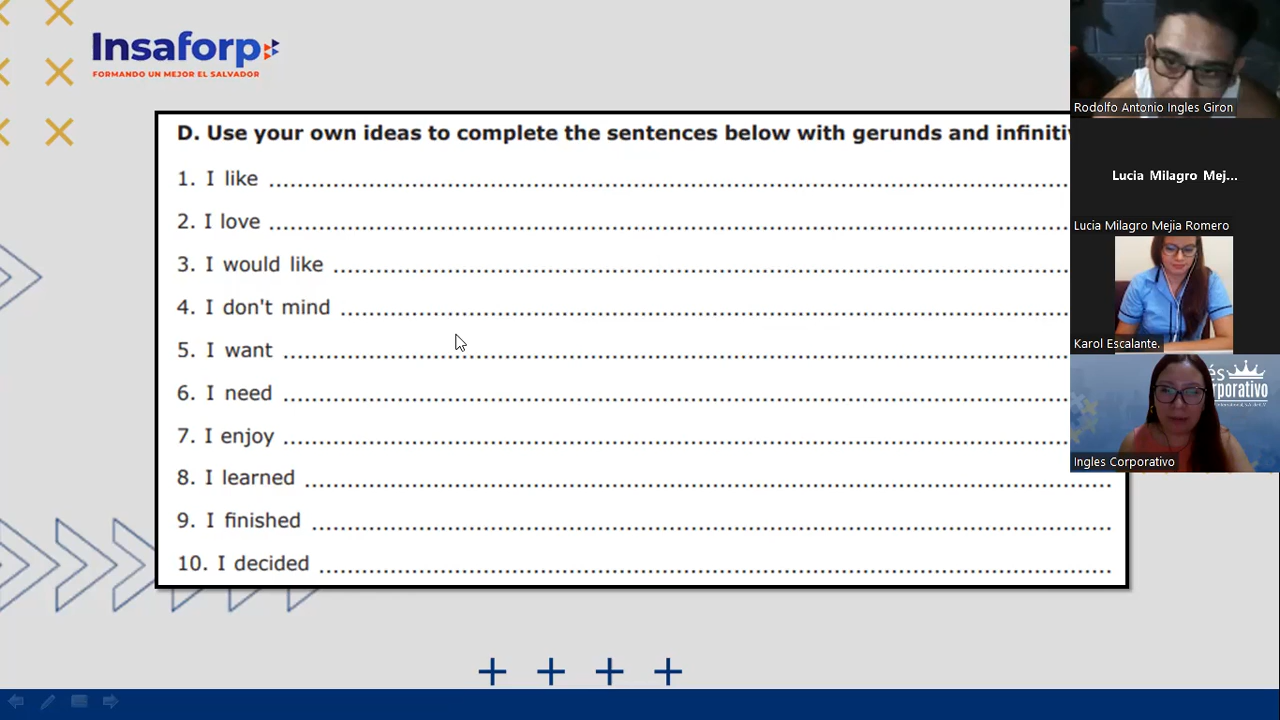 Insaforp
FORMANDO UN MEJOR EL SALVADOR
D. Use your own ideas to complete the sentences below with gerunds and infiniti
1. I like ................................................
2. I love ................................................
3. I would like ................................................
4. I don't mind ................................................
5. I want ................................................
6. I need ................................................
7. I enjoy ................................................
8. I learned ................................................
9. I finished ................................................
10. I decided ................................................
Rodolfo Antonio Ingles Giron
Lucia Milagro Mej...
Lucia Milagro Mejia Romero
Karol Escalante.
és
rporativo
Ingles Corporativo